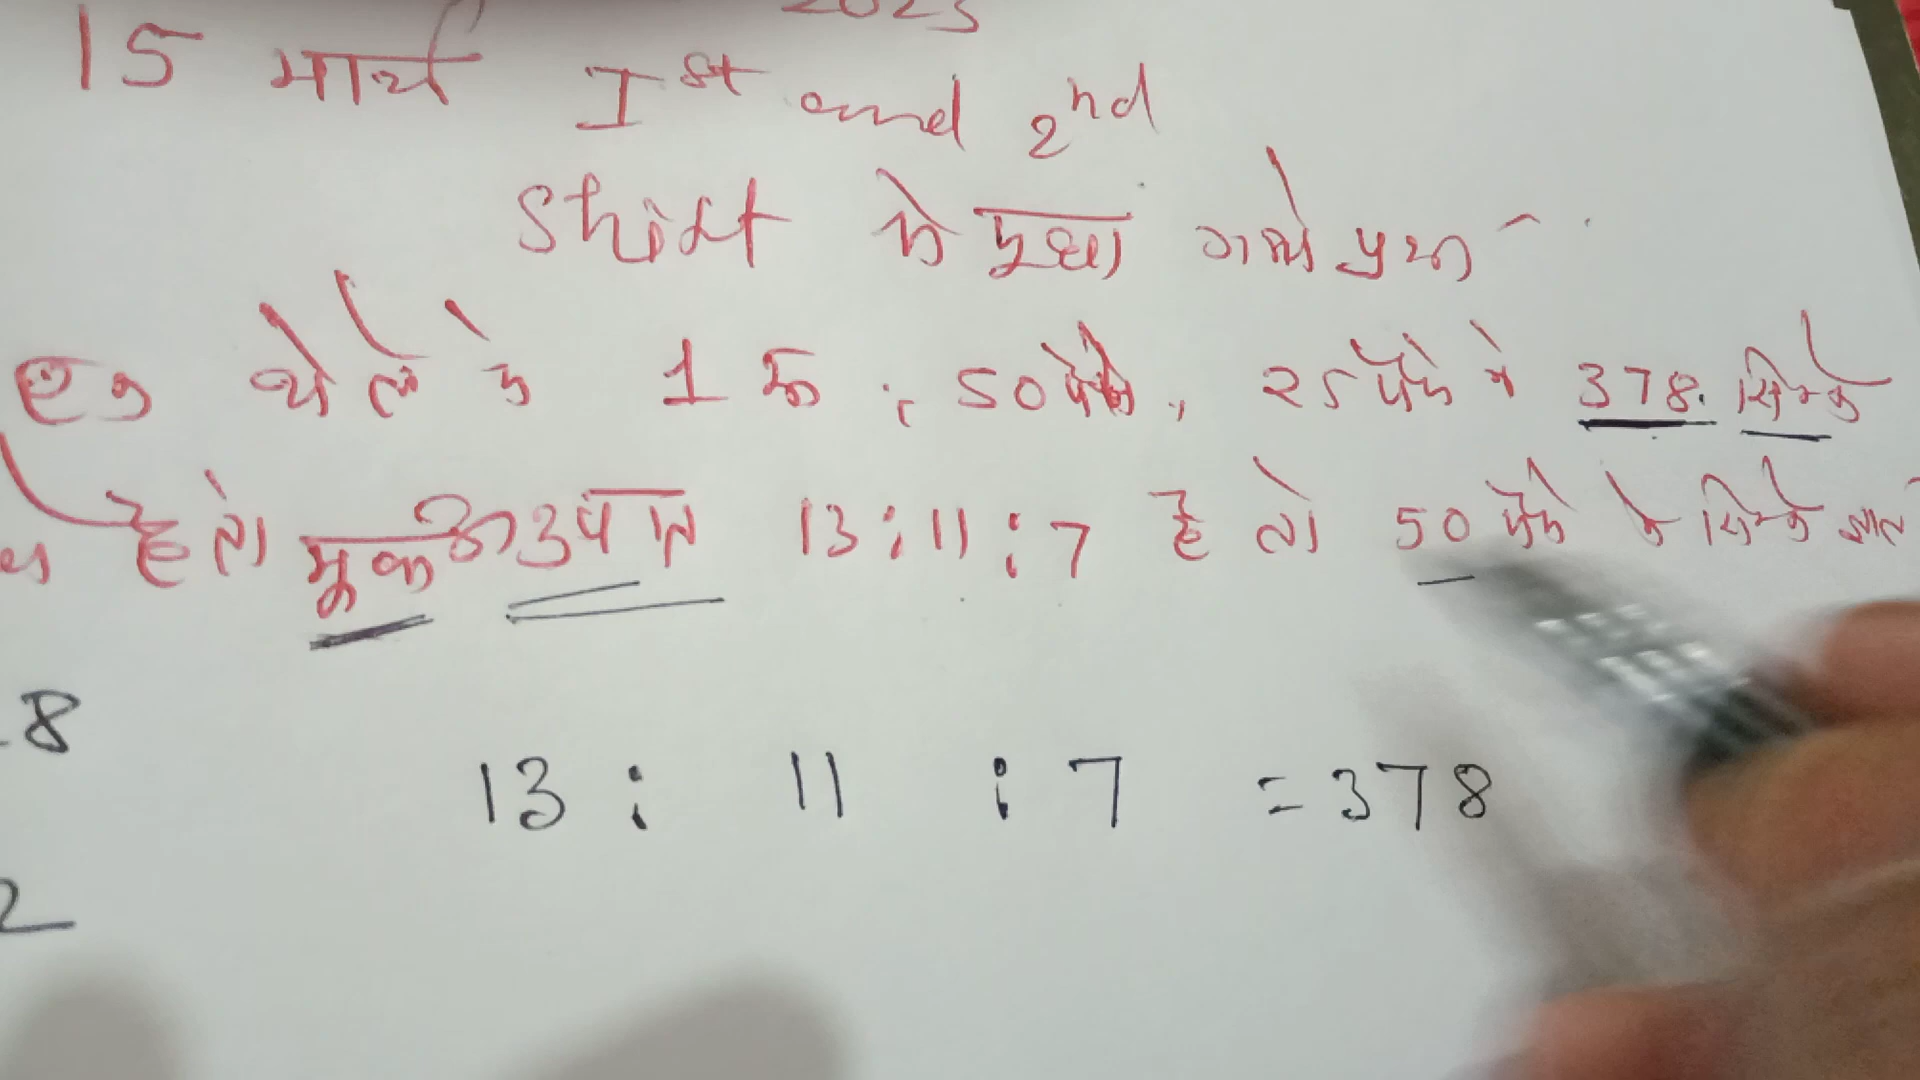 2023
15 मार्च Ist and 2nd
Shift मे पूछा गये प्रश्न
एक थैले मे 1 रू , 50 पैसे , 25 पैसे मे 378 सिक्के
है तो मूल्य का अनुपात 13 : 11 : 7 है तो 50 पैसे के सिक्के ज्ञात
8
13 : 11 : 7 = 378
2